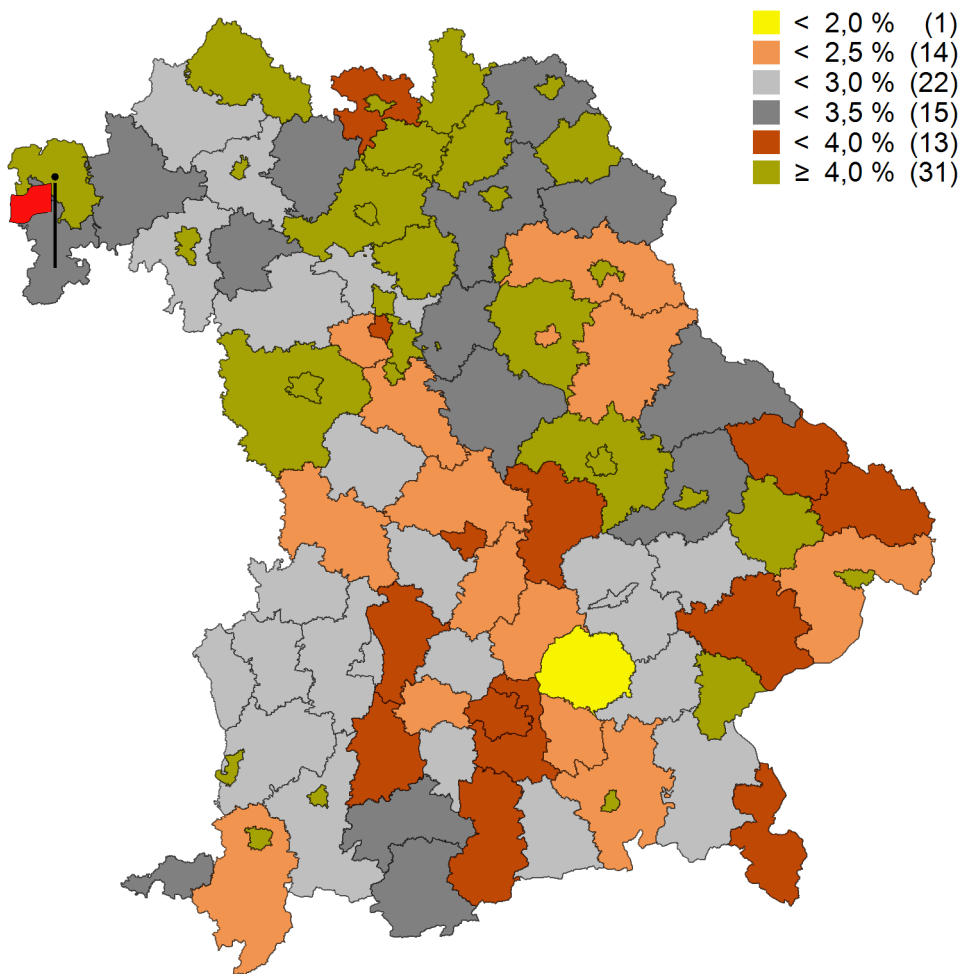 < 2,0 % (1)
< 2,5 % (14)
< 3,0 % (22)
< 3,5 % (15)
< 4,0 % (13)
≥ 4,0 % (31)